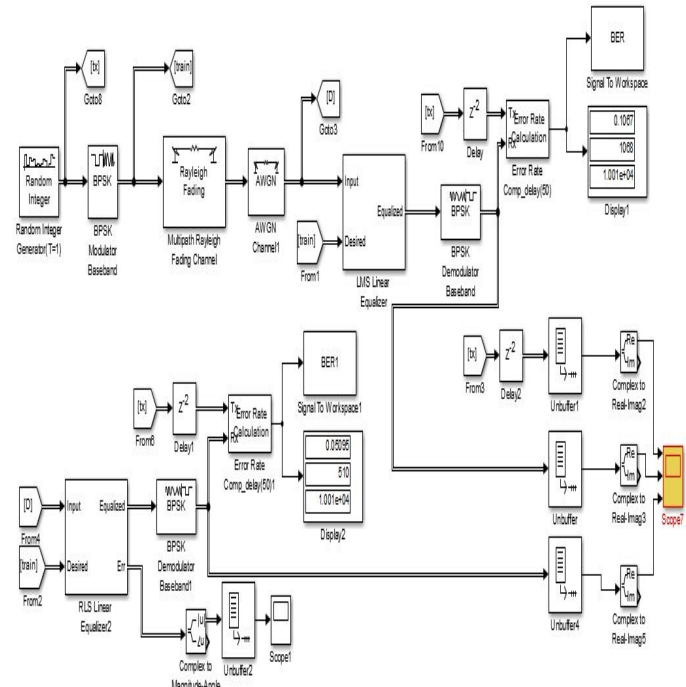 [tx]
Goto8
[train]
Goto2
[D]
Goto3
BER
Signal To Workspace
[tx]
From10
Z-2
Delay
Tx
Rx
Error Rate
Calculation
Error Rate
Comp_delay(50)
0.1067
1068
1.001e+04
Display1
Random
Integer
Random Integer
Generator(T=1)
BPSK
BPSK
Modulator
Baseband
Rayleigh
Fading
Multipath Rayleigh
Fading Channel
AWGN
AWGN
Channel1
[train]
From1
Input
Desired
Equalized
LMS Linear
Equalizer
BPSK
BPSK
Demodulator
Baseband
[tx]
From3
Z-2
Delay2
Unbuffer1
Re
Im
Complex to
Real-Imag2
BER1
Signal To Workspace1
[tx]
From6
Z-2
Delay1
Tx
Rx
Error Rate
Calculation
Error Rate
Comp_delay(50)1
0.05095
510
1.001e+04
Display2
Unbuffer
Re
Im
Complex to
Real-Imag3
Scope7
[D]
From4
[train]
From2
Input
Desired
Equalized
Err
RLS Linear
Equalizer2
BPSK
BPSK
Demodulator
Baseband1
Unbuffer4
Re
Im
Complex to
Real-Imag5
|u|
∠u
Complex to
Magnitude-Angle
Unbuffer2
Scope1